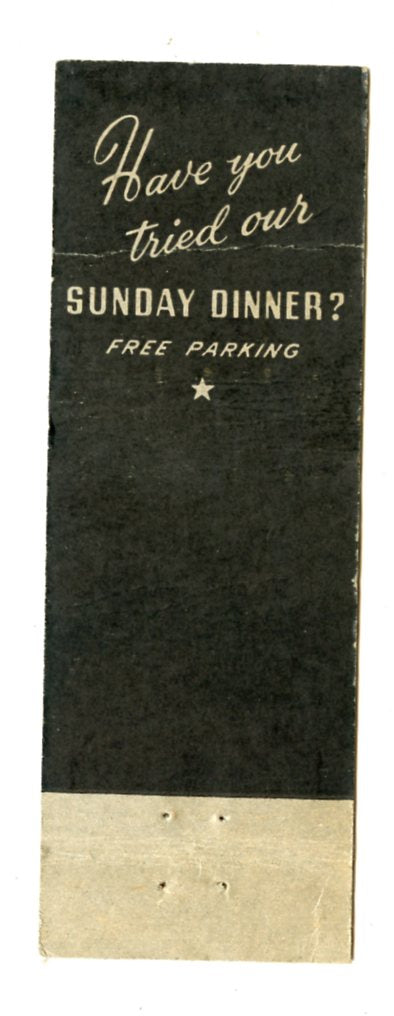 Have you
tried our
SUNDAY DINNER?
FREE PARKING